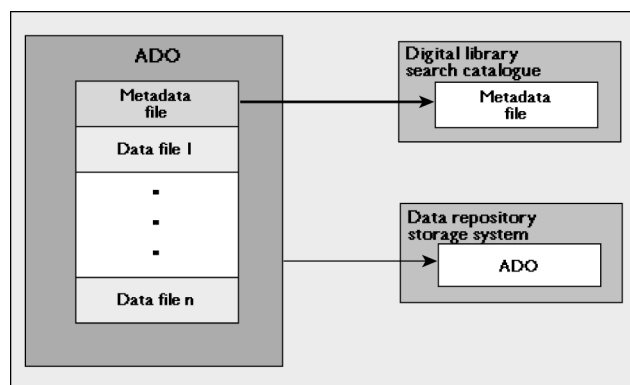 ADO
Metadata
file
Data file 1
Data file n
Digital library
search catalogue
Metadata
file
Data repository
storage system
ADO